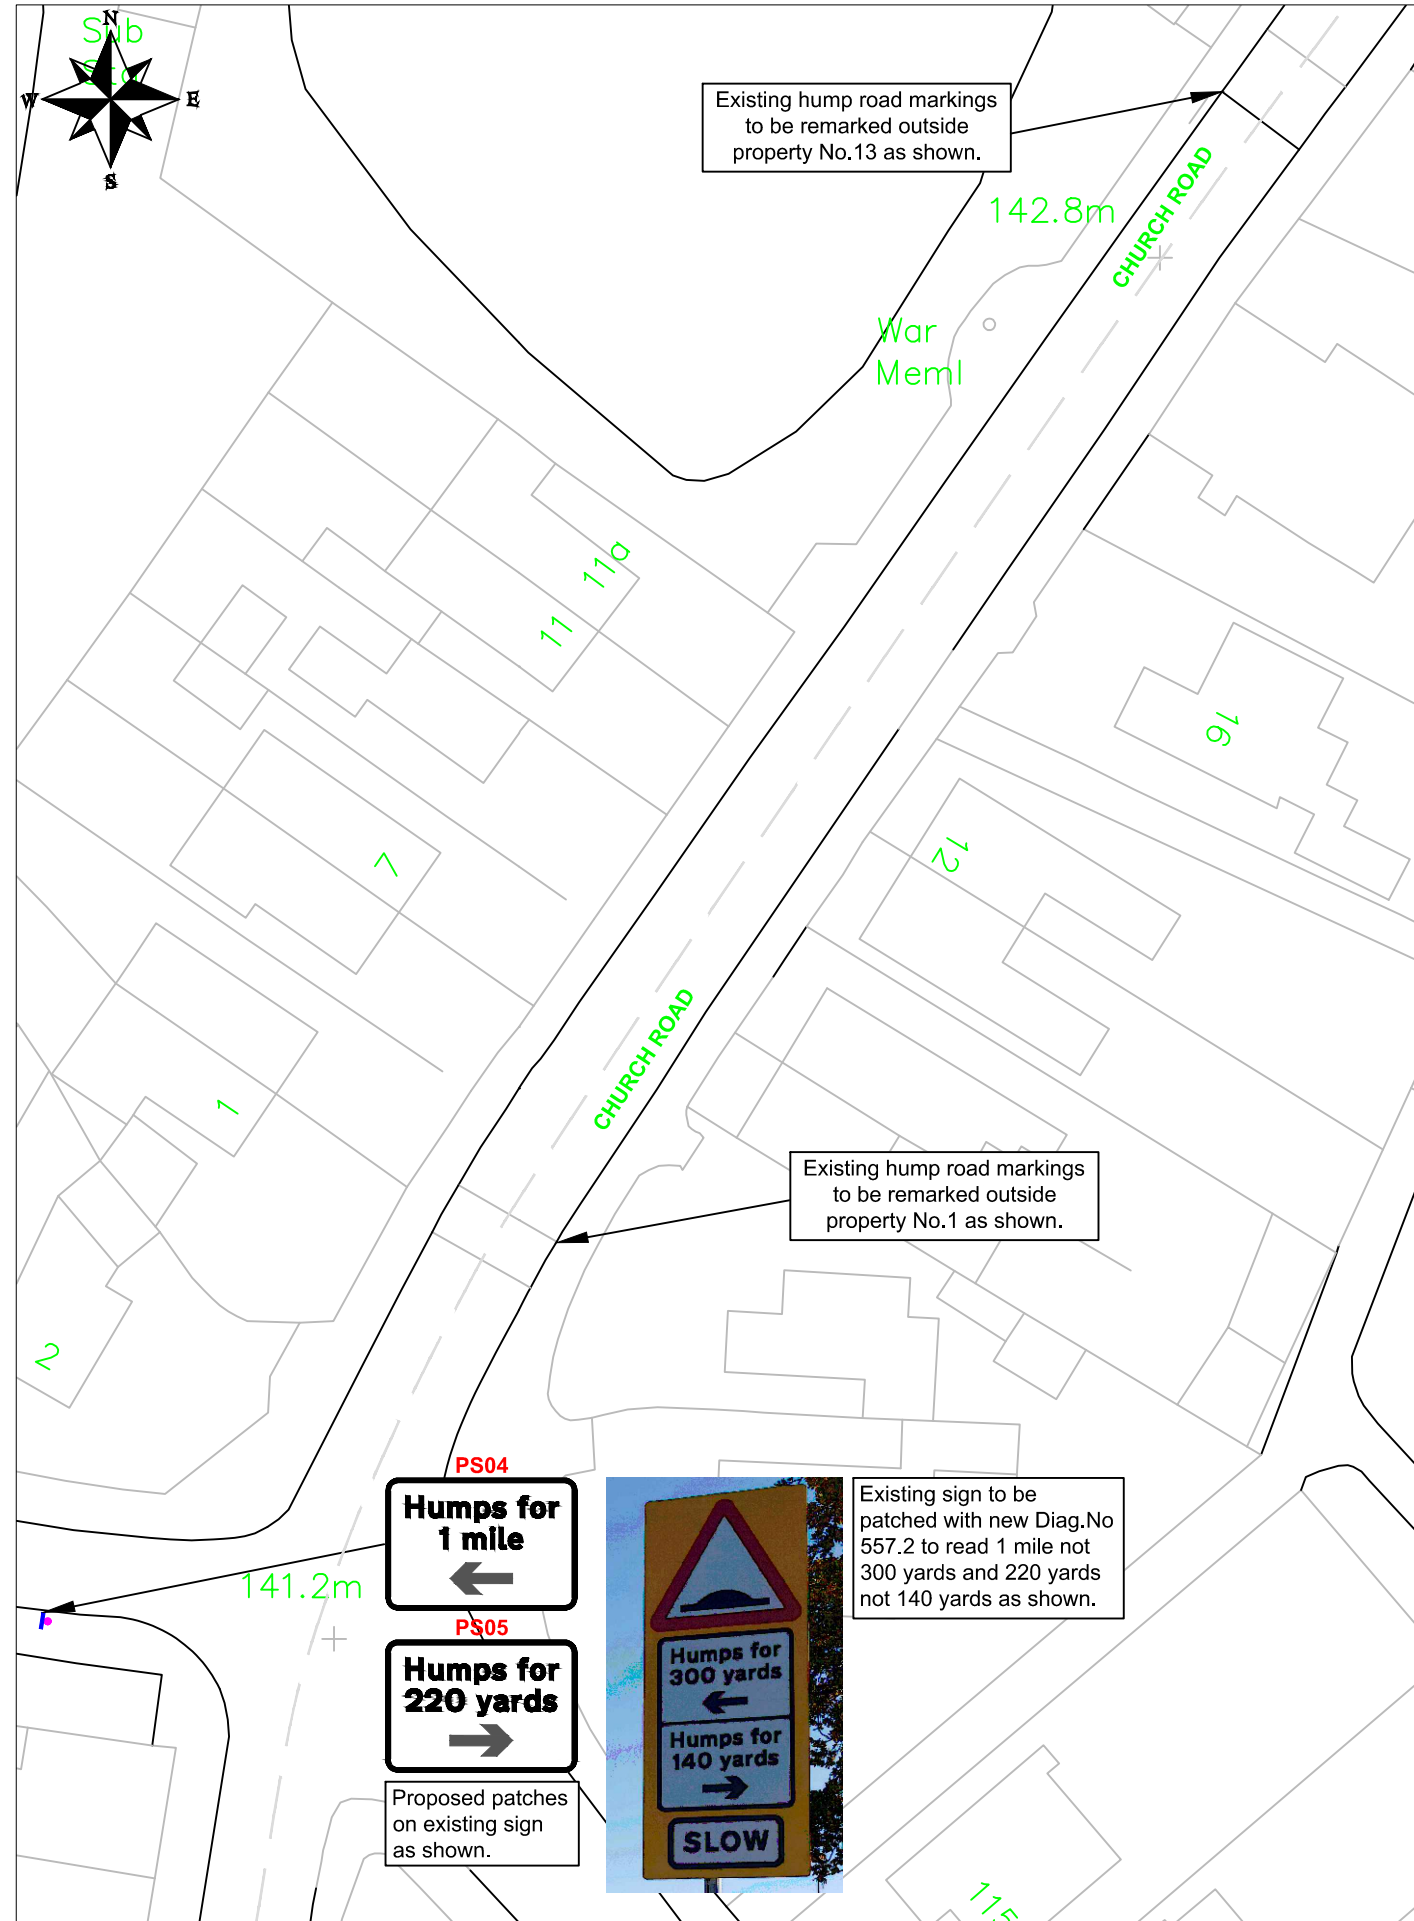 N
Sub
W
E
S
Existing hump road markings
to be remarked outside
property No.13 as shown.
142.8m
CHURCH ROAD
War
Meml
11a
11
16
7
12
CHURCH ROAD
1
Existing hump road markings
to be remarked outside
property No.1 as shown.
2
PS04
Humps for
1 mile
141.2m
PS05
Humps for
220 yards
Proposed patches
on existing sign
as shown.
Humps for
300 yards
Humps for
140 yards
SLOW
Existing sign to be
patched with new Diag.No
557.2 to read 1 mile not
300 yards and 220 yards
not 140 yards as shown.